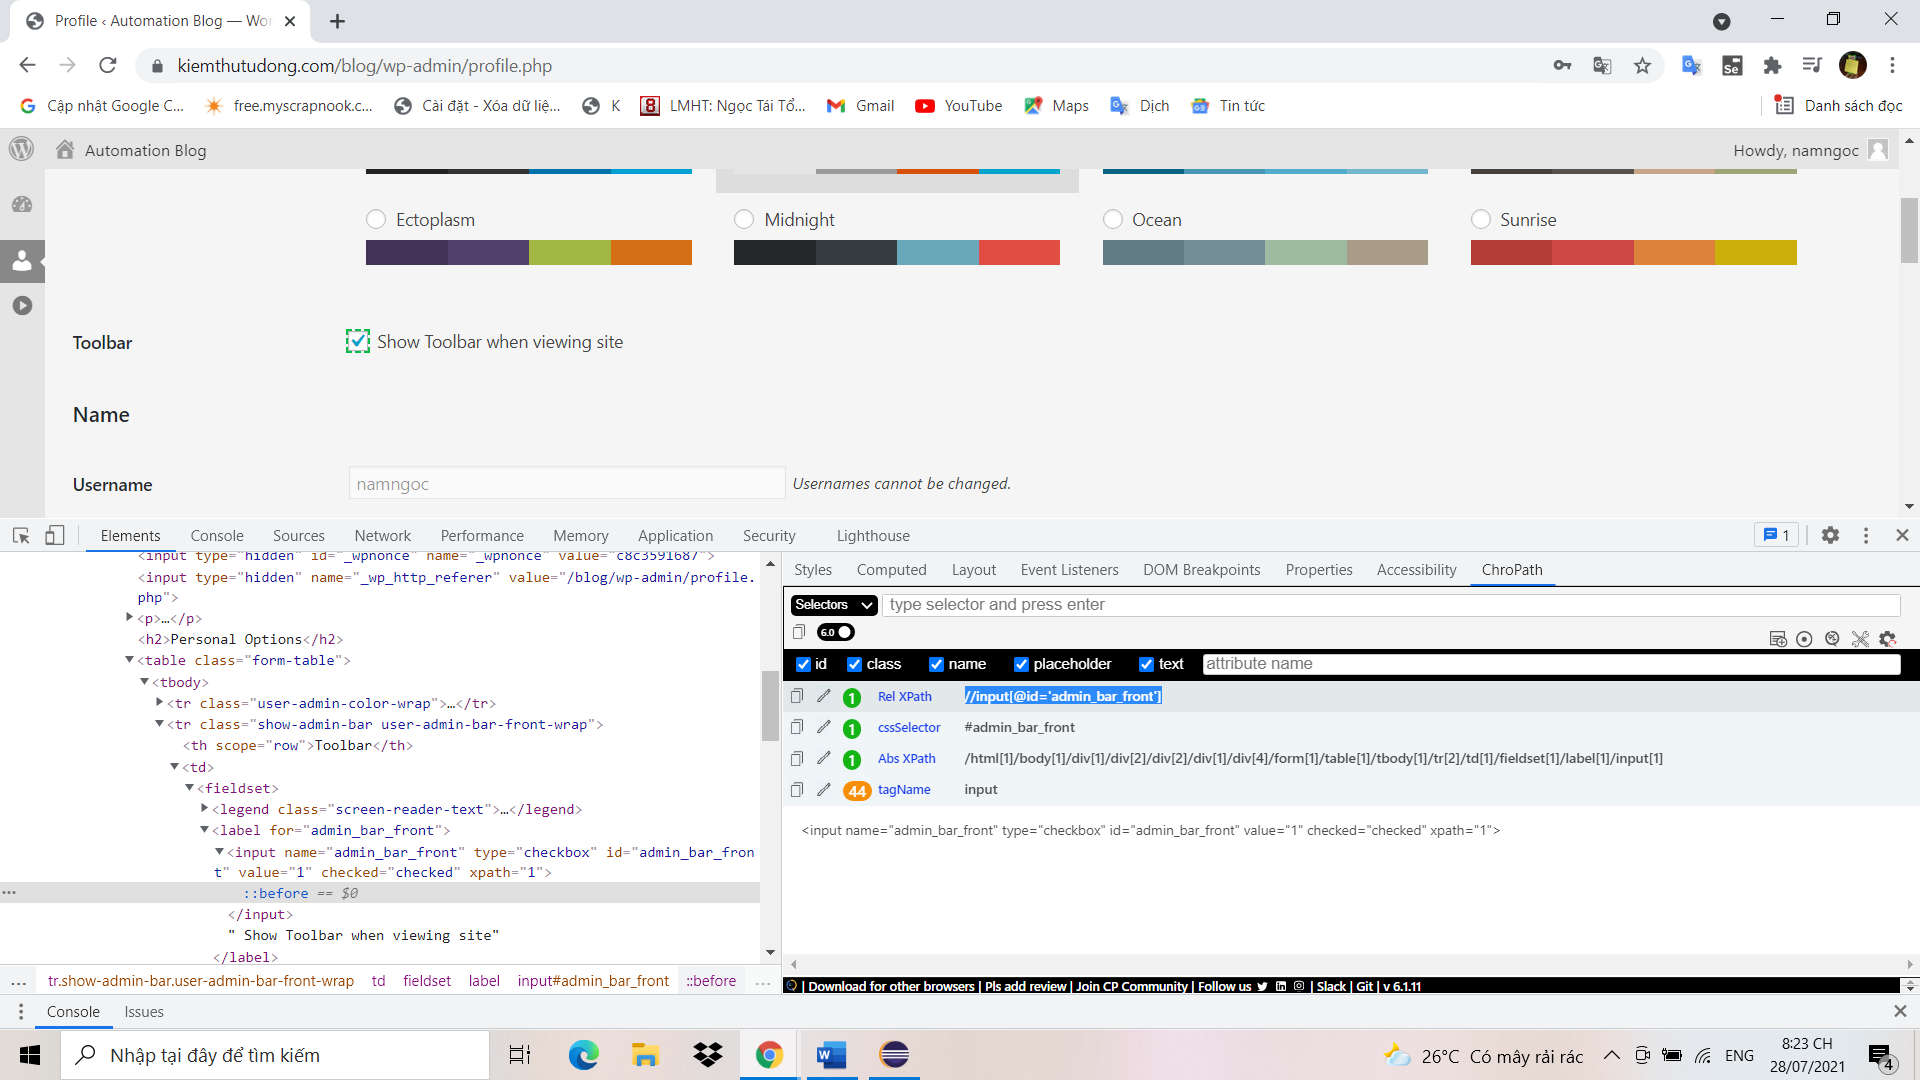 Profile ‹ Automation Blog — Wor
kiemthutudong.com/blog/wp-admin/profile.php
Cập nhật Google C...
free.myscrapnook.c...
Cài đặt - Xóa dữ liệ...
K
LMHT: Ngọc Tái Tổ...
Gmail
YouTube
Maps
Dịch
Tin tức
Danh sách đọc
Automation Blog
Howdy, namngoc
Ectoplasm
Midnight
Ocean
Sunrise
Toolbar
Show Toolbar when viewing site
Name
Username
namngoc
Usernames cannot be changed.
Elements Console Sources Network Performance Memory Application Security Lighthouse
1
<input type="hidden" id="_wpnonce" name="_wpnonce" value="c8c3591687">
<input type="hidden" name="_wp_http_referer" value="/blog/wp-admin/profile.
php">
<p>…</p>
<h2>Personal Options</h2>
<table class="form-table">
<tbody>
<tr class="user-admin-color-wrap">…</tr>
<tr class="show-admin-bar user-admin-bar-front-wrap">
<th scope="row">Toolbar</th>
<td>
<fieldset>
<legend class="screen-reader-text">…</legend>
<label for="admin_bar_front">
<input name="admin_bar_front" type="checkbox" id="admin_bar_fron
t" value="1" checked="checked" xpath="1">
::before == $0
</input>
" Show Toolbar when viewing site"
</label>
... tr.show-admin-bar.user-admin-bar-front-wrap td fieldset label input#admin_bar_front ::before ...
Styles Computed Layout Event Listeners DOM Breakpoints Properties Accessibility ChroPath
Selectors
type selector and press enter
6.0
id class name placeholder text attribute name
1 Rel XPath //input[@id='admin_bar_front']
1 cssSelector #admin_bar_front
1 Abs XPath /html[1]/body[1]/div[1]/div[2]/div[2]/div[1]/div[4]/form[1]/table[1]/tbody[1]/tr[2]/td[1]/fieldset[1]/label[1]/input[1]
44 tagName input
<input name="admin_bar_front" type="checkbox" id="admin_bar_front" value="1" checked="checked" xpath="1">
| Download for other browsers | Pls add review | Join CP Community | Follow us | Slack | Git | v 6.1.11
Console Issues
Nhập tại đây để tìm kiếm
26°C Có mây rải rác
ENG
8:23 CH
28/07/2021
4